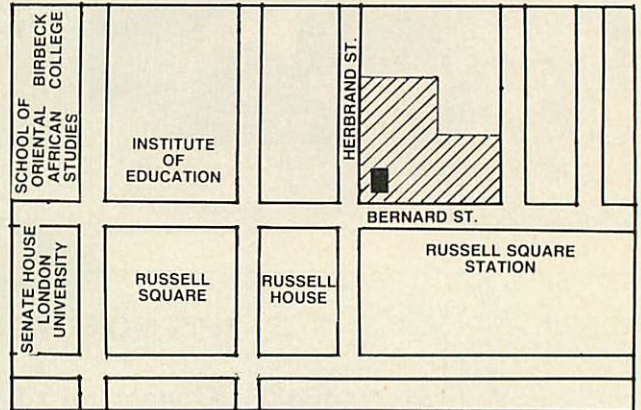 SCHOOL OF
ORIENTAL
AFRICAN
STUDIES
BIRBECK
COLLEGE
INSTITUTE
OF
EDUCATION
HERBRAND ST.
BERNARD ST.
SENATE HOUSE
LONDON
UNIVERSITY
RUSSELL
SQUARE
RUSSELL
HOUSE
RUSSELL SQUARE
STATION